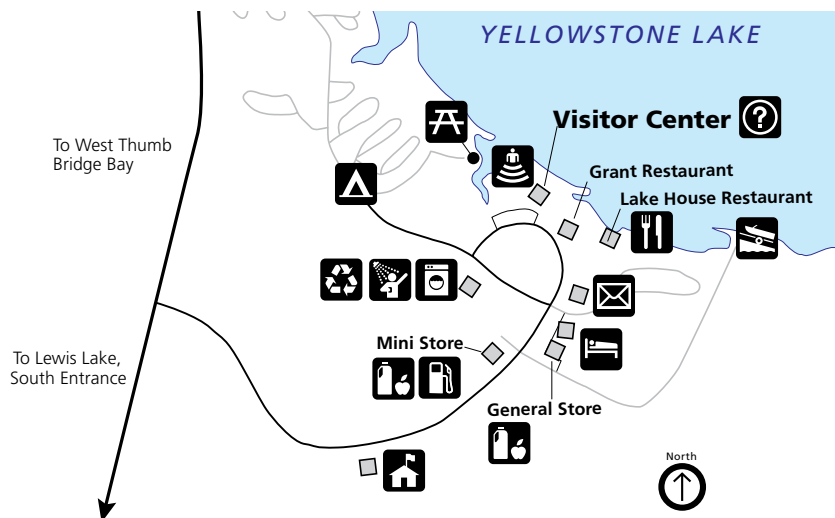 YELLOWSTONE LAKE
Visitor Center
?
To West Thumb
Bridge Bay
Grant Restaurant
Lake House Restaurant
Mini Store
To Lewis Lake,
South Entrance
General Store
North